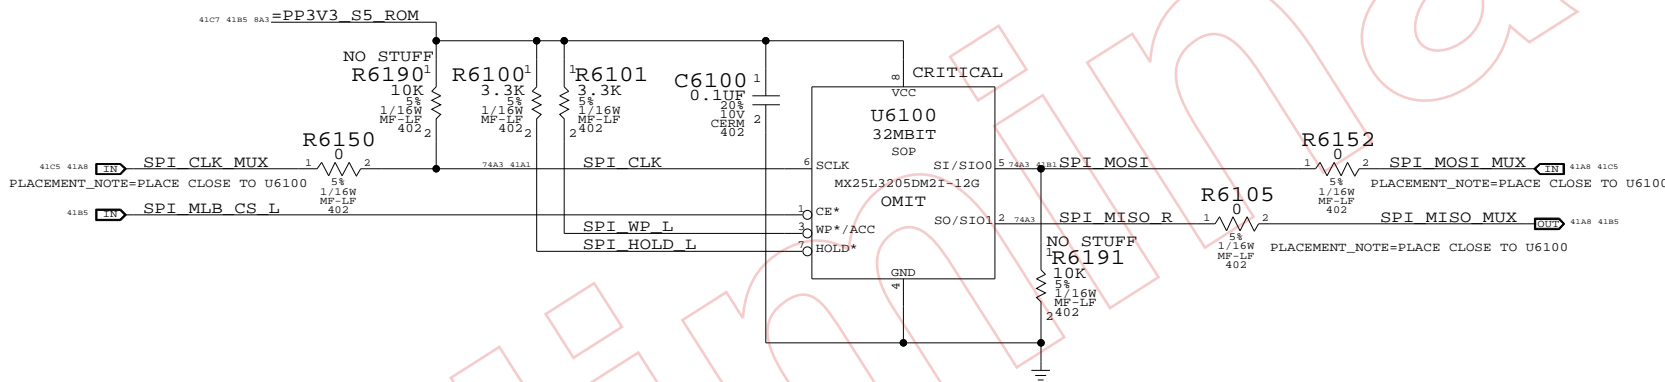 41C7 41B5 8A3 =PP3V3_S5_ROM
NO STUFF
R6190
1
10K
5%
1/16W
MF-LF
402
2
R6100
1
3.3K
5%
1/16W
MF-LF
402
2
R6101
1
3.3K
5%
1/16W
MF-LF
402
2
C6100
1
0.1UF
20%
10V
CERM
402
2
CRITICAL
8
VCC
U6100
32MBIT
SOP
MX25L3205DM2I-12G
OMIT
6 SCLK
1 CE*
3 WP*/ACC
7 HOLD*
SI/SIO0 5
SO/SIO1 2
GND
4
R6150
0
1 2
5%
1/16W
MF-LF
402
41C5 41A8 IN SPI_CLK_MUX
74A3 41A1 SPI_CLK
PLACEMENT_NOTE=PLACE CLOSE TO U6100
41B5 IN SPI_MLB_CS_L
SPI_WP_L
SPI_HOLD_L
74A3 41B1 SPI_MOSI
R6152
0
1 2
5%
1/16W
MF-LF
402
SPI_MOSI_MUX IN 41A8 41C5
PLACEMENT_NOTE=PLACE CLOSE TO U6100
74A3 SPI_MISO_R
R6105
0
1 2
5%
1/16W
MF-LF
402
SPI_MISO_MUX OUT 41A8 41B5
PLACEMENT_NOTE=PLACE CLOSE TO U6100
NO STUFF
1
R6191
10K
5%
1/16W
MF-LF
402
2